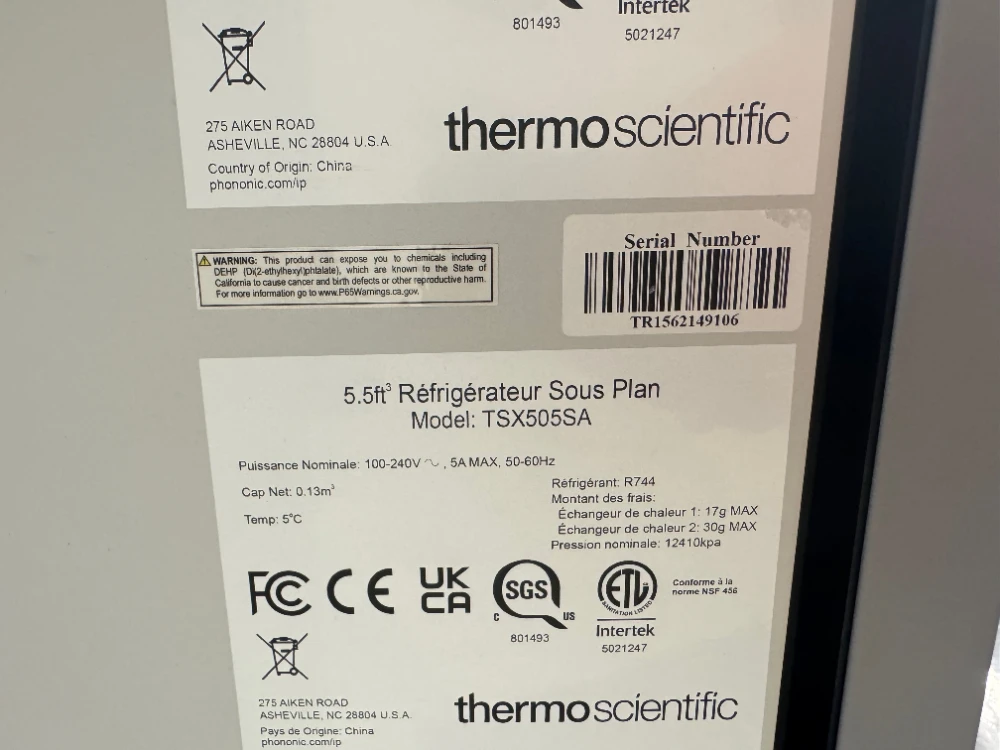 Intertek
801493
5021247
275 AIKEN ROAD
ASHEVILLE, NC 28804 U.S.A
Country of Origin: China
phononic.com/ip
thermoscientific
WARNING: This product can expose you to chemicals including
DEHP (Di(2-ethylhexyl)phtalate), which are known to the State of
California to cause cancer and birth defects or other reproductive harm.
For more information go to www.P65Warnings.ca.gov.
Serial Number
TR1562149106
5.5ft³ Réfrigérateur Sous Plan
Model: TSX505SA
Puissance Nominale: 100-240V ∿ , 5A MAX, 50-60Hz
Cap Net: 0.13m³
Temp: 5°C
Réfrigérant: R744
Montant des frais:
Échangeur de chaleur 1: 17g MAX
Échangeur de chaleur 2: 30g MAX
Pression nominale: 12410kpa
FC CE UK
CA
SGS
C US
801493
ETL
SANITATION LISTED
Intertek
5021247
Conforme à la
norme NSF 456
275 AIKEN ROAD
ASHEVILLE, NC 28804 U.S.A.
Pays de Origine: China
phononic.com/ip
thermoscientific